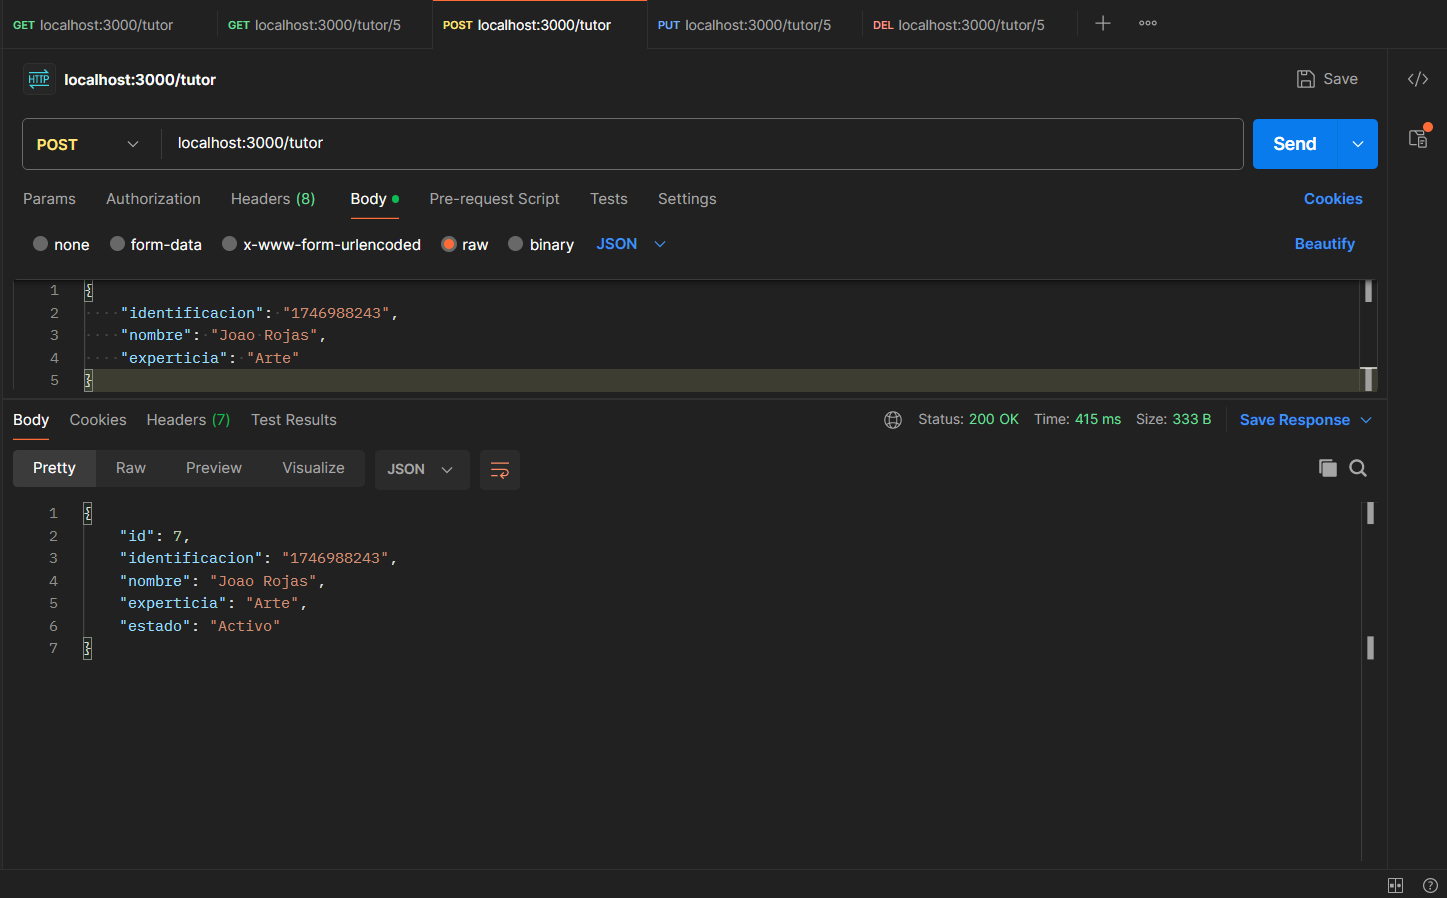 GET localhost:3000/tutor GET localhost:3000/tutor/5 POST localhost:3000/tutor PUT localhost:3000/tutor/5 DEL localhost:3000/tutor/5
HTTP localhost:3000/tutor Save
POST localhost:3000/tutor Send
Params Authorization Headers (8) Body Pre-request Script Tests Settings Cookies
none form-data x-www-form-urlencoded raw binary JSON Beautify
1 {
2 "identificacion": "1746988243",
3 "nombre": "Joao Rojas",
4 "experticia": "Arte"
5 }
Body Cookies Headers (7) Test Results Status: 200 OK Time: 415 ms Size: 333 B Save Response
Pretty Raw Preview Visualize JSON
1 {
2 "id": 7,
3 "identificacion": "1746988243",
4 "nombre": "Joao Rojas",
5 "experticia": "Arte",
6 "estado": "Activo"
7 }